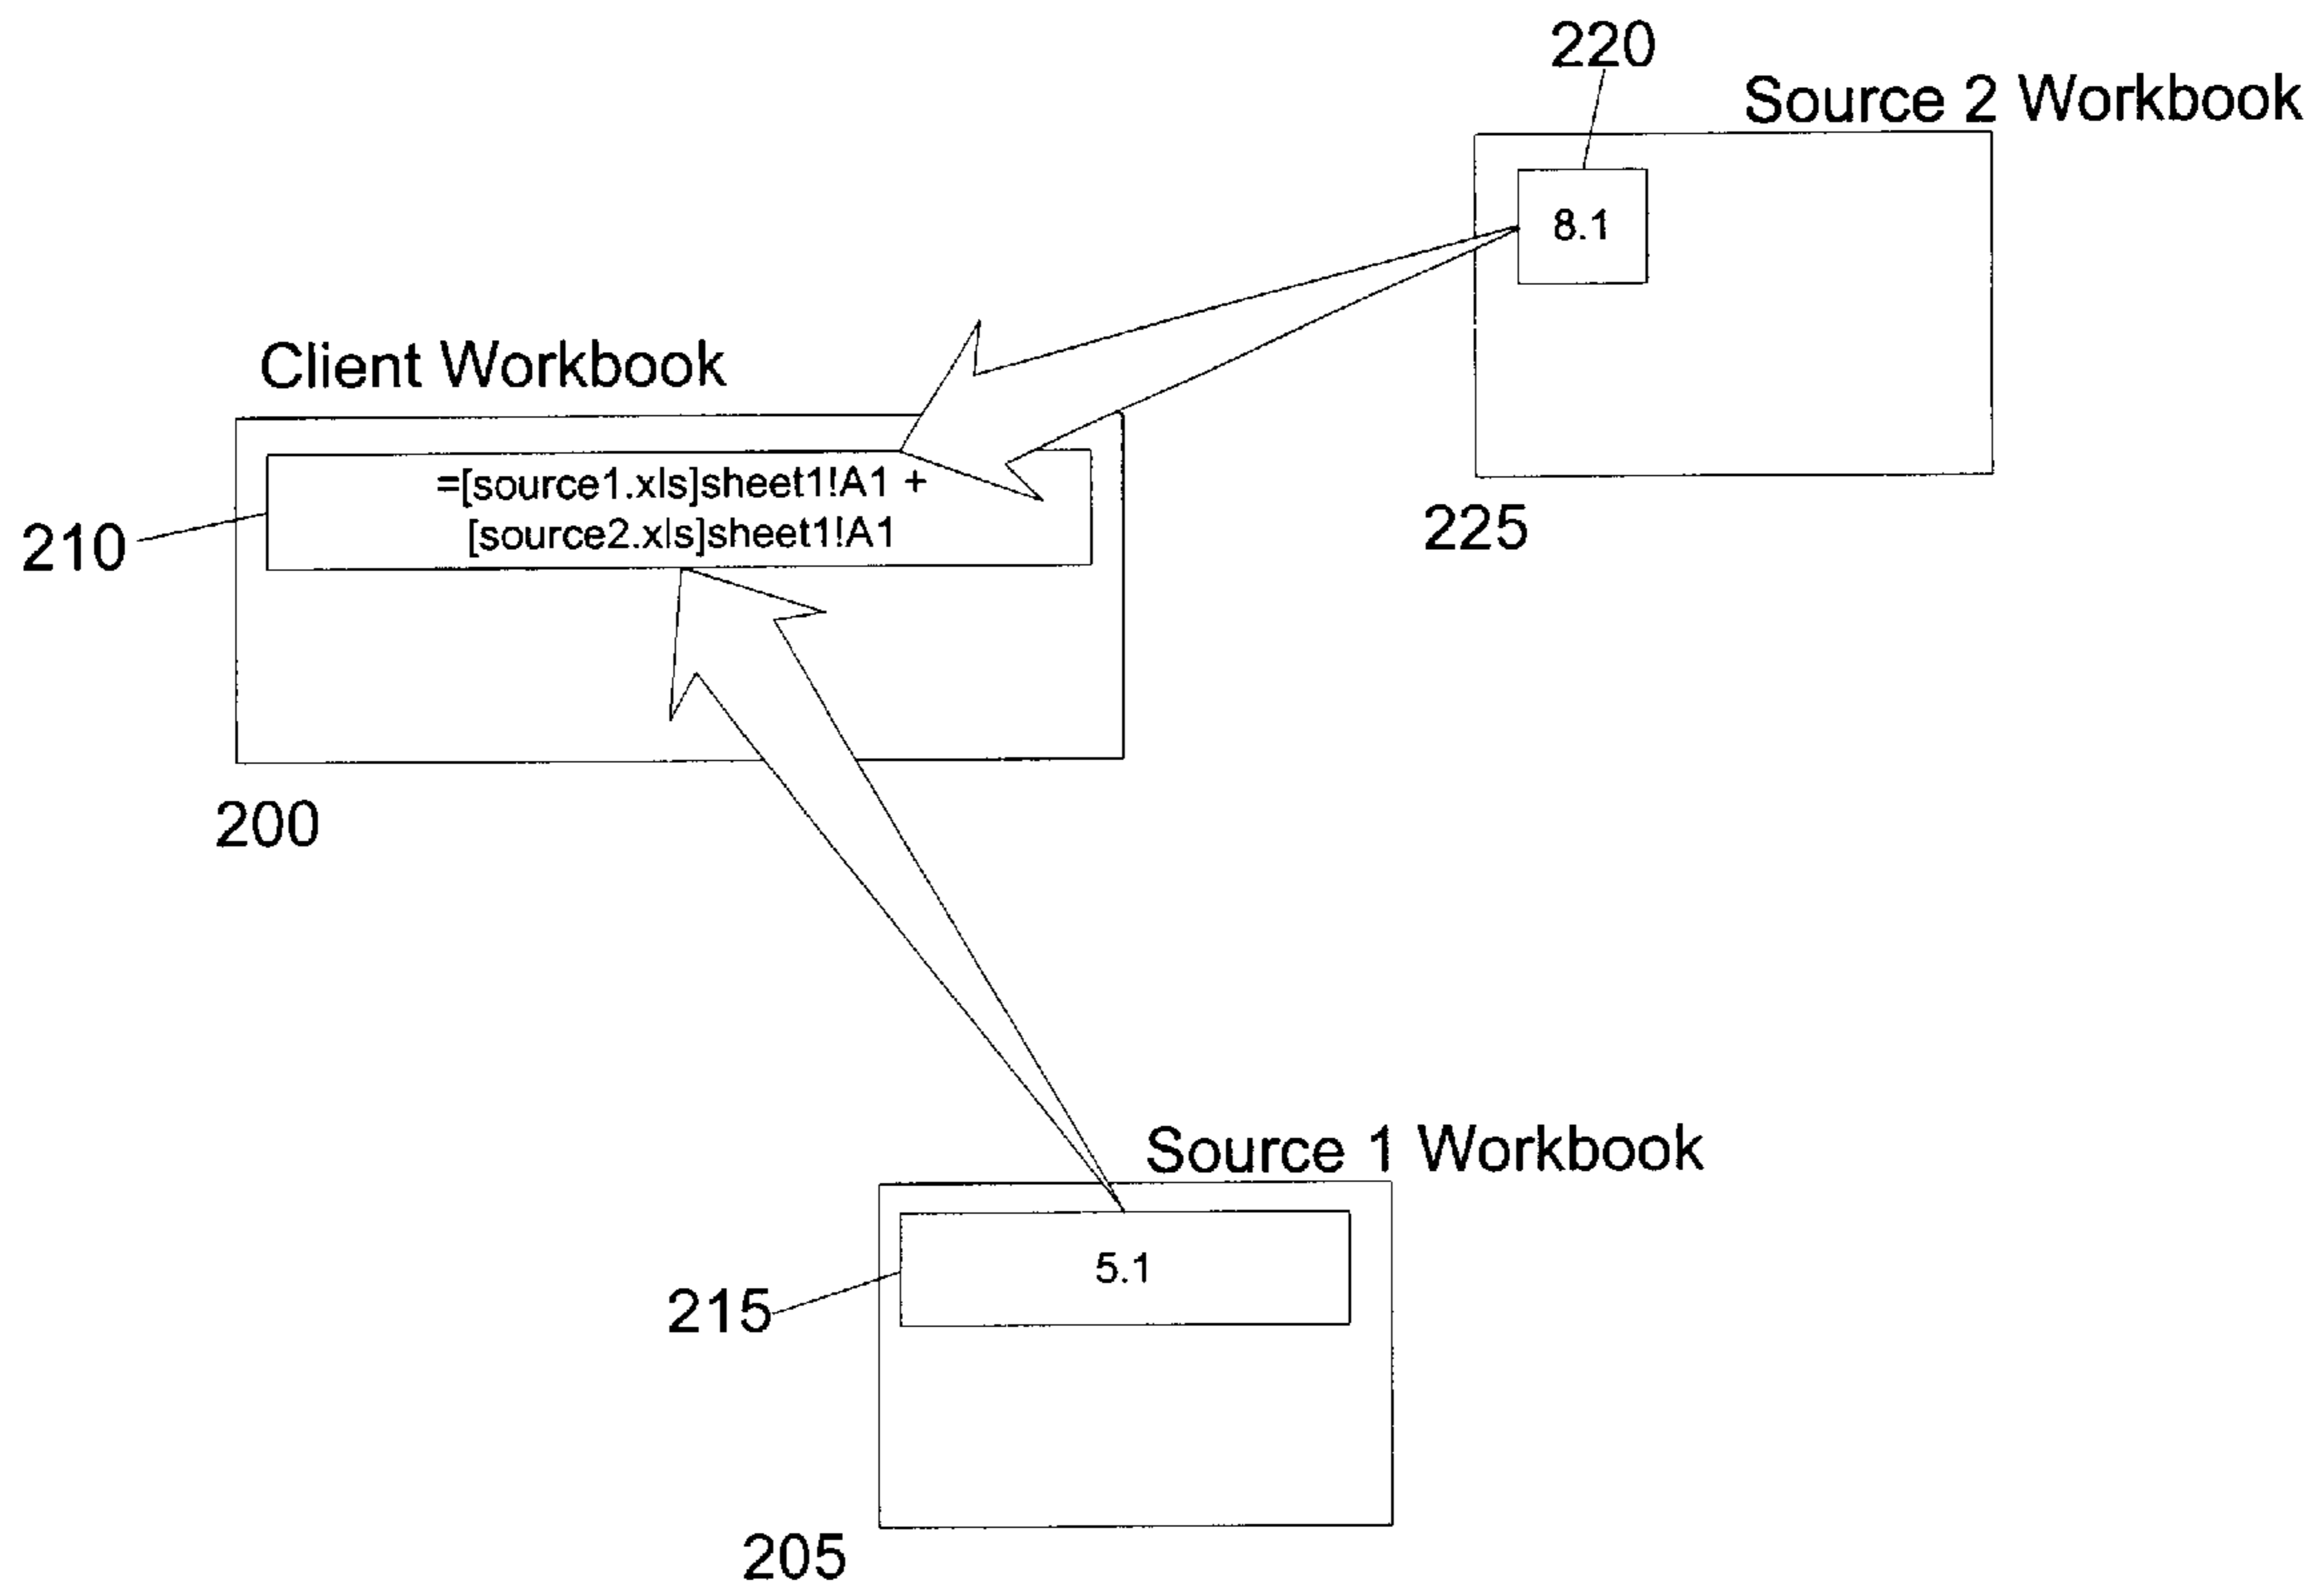 220
Source 2 Workbook
8.1
Client Workbook
=[source1.xls]sheet1!A1 +
[source2.xls]sheet1!A1
210
225
200
Source 1 Workbook
5.1
215
205